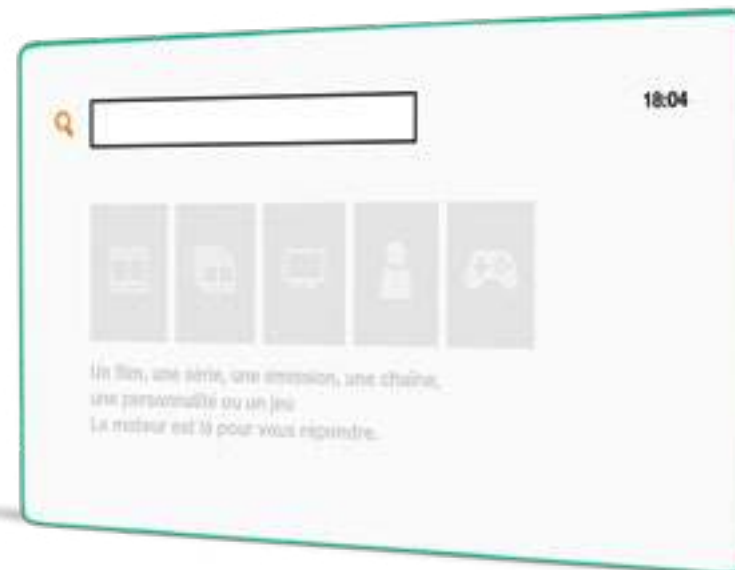 18:04
Un film, une série, une émission, une chaîne,
une personnalité ou un jeu
Le moteur est là pour vous répondre.